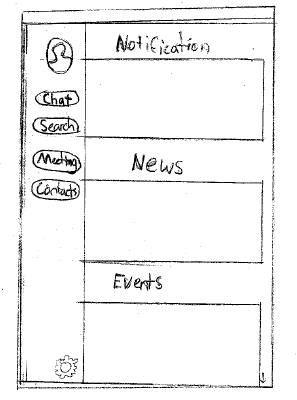 Notification
Chat
Search
Meeting
Contacts
News
Events